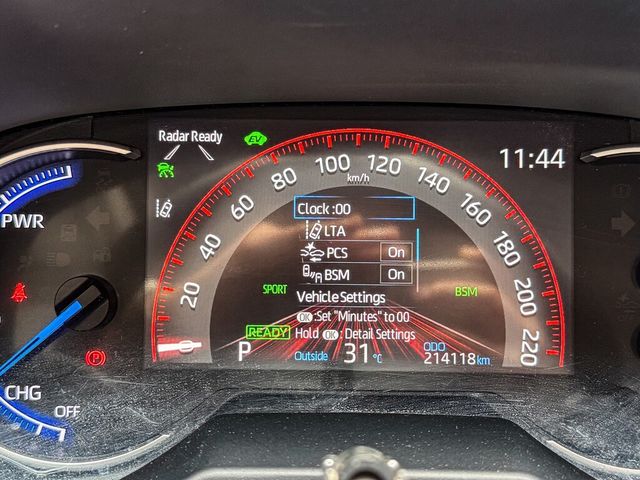 Radar Ready
EV
11:44
0 20 40 60 80 100 120 140 160 180 200 220
km/h
Clock :00
LTA
PCS On
BSM On
SPORT
BSM
Vehicle Settings
OK :Set "Minutes" to 00
Hold OK : Detail Settings
READY
P
Outside 31°C
ODO
214118 km
PWR
CHG
OFF
P